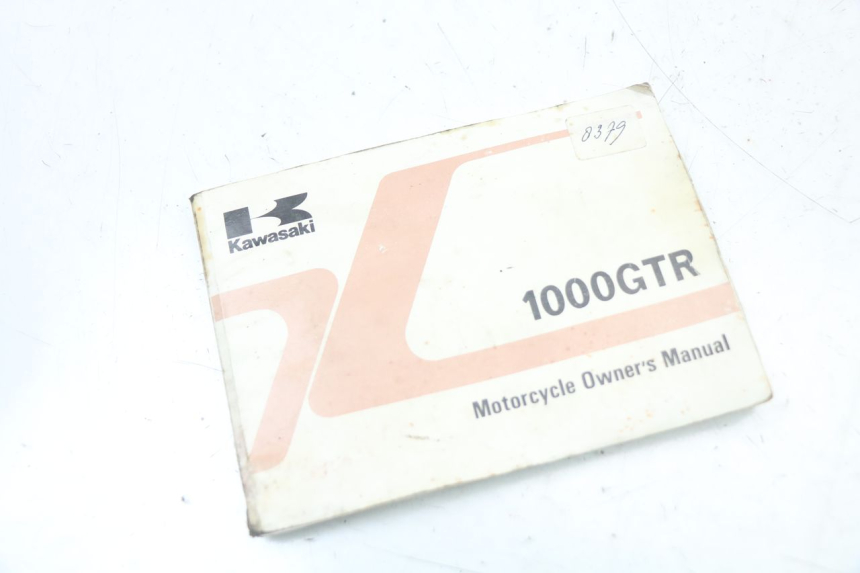 8379
Kawasaki
1000GTR
Motorcycle Owner's Manual